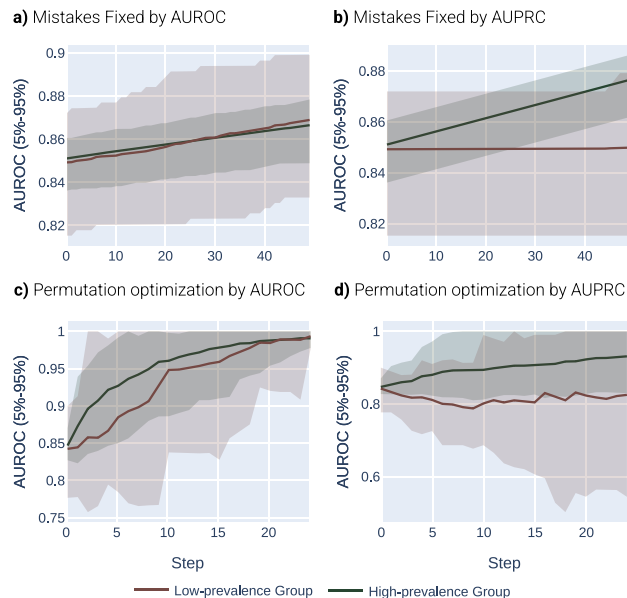 a) Mistakes Fixed by AUROC
b) Mistakes Fixed by AUPRC
0.9
0.88
0.86
0.84
0.82
AUROC (5%-95%)
0 10 20 30 40
0.88
0.86
0.84
0.82
AUROC (5%-95%)
0 10 20 30 40
c) Permutation optimization by AUROC
d) Permutation optimization by AUPRC
1
0.95
0.9
0.85
0.8
0.75
AUROC (5%-95%)
0 5 10 15 20
Step
1
0.8
0.6
AUROC (5%-95%)
0 5 10 15 20
Step
Low-prevalence Group
High-prevalence Group